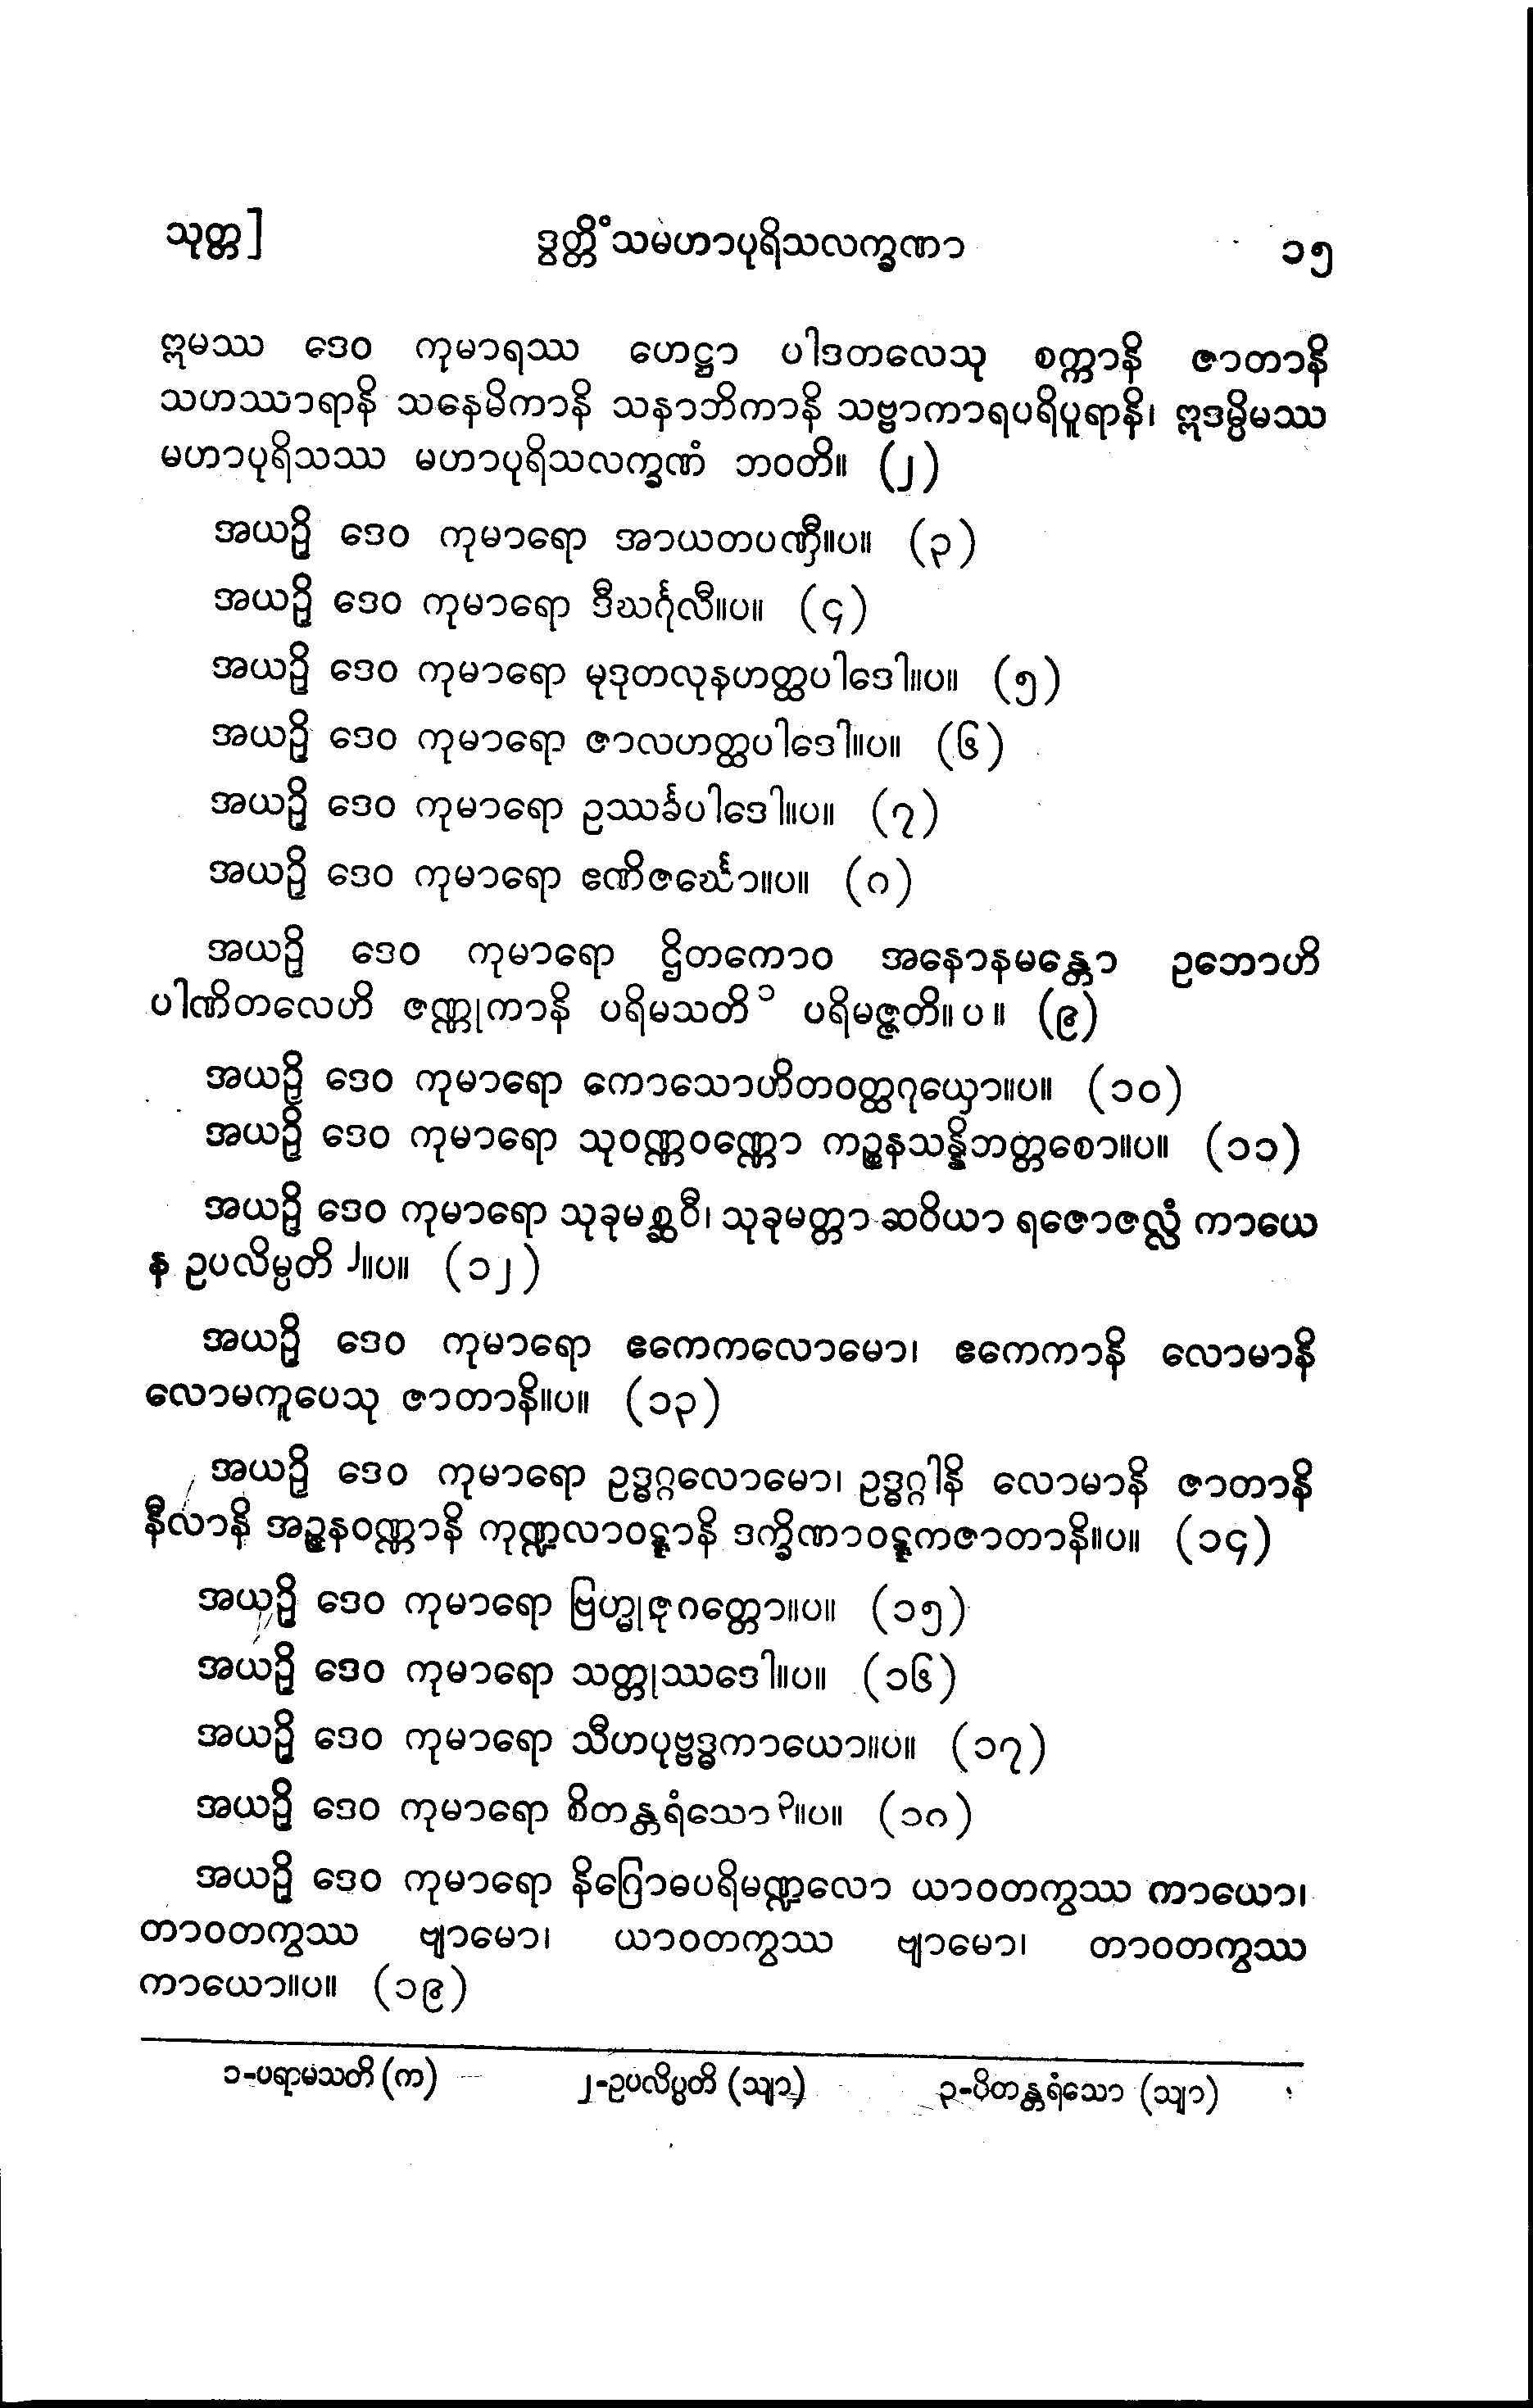 သုတ္တ] ဒွတ္တိံသမဟာပုရိသလက္ခဏာ ၁၅
ဣမဿ ဒေဝ ကုမာရဿ ဟေဋ္ဌာ ပါဒတလေသု စက္ကာနိ ဇာတာနိ
သဟဿာရာနိ သနေမိကာနိ သနာဘိကာနိ သဗ္ဗာကာရပရိပူရာနိ၊ ဣဒမ္ပိမဿ
မဟာပုရိသဿ မဟာပုရိသလက္ခဏံ ဘဝတိ။ (၂)
အယဉှိ ဒေဝ ကုမာရော အာယတပဏှီ။ပ။ (၃)
အယဉှိ ဒေဝ ကုမာရော ဒီဃင်္ဂုလီ။ပ။ (၄)
အယဉှိ ဒေဝ ကုမာရော မုဒုတလုနဟတ္ထပါဒေါ။ပ။ (၅)
အယဉှိ ဒေဝ ကုမာရော ဇာလဟတ္ထပါဒေါ။ပ။ (၆)
အယဉှိ ဒေဝ ကုမာရော ဥဿင်္ခပါဒေါ။ပ။ (၇)
အယဉှိ ဒေဝ ကုမာရော ဧဏိဇင်္ဃော။ပ။ (၈)
အယဉှိ ဒေဝ ကုမာရော ဌိတကောဝ အနောနမန္တော ဥဘောဟိ
ပါဏိတလေဟိ ဇဏ္ဏုကာနိ ပရိမသတိ ၁ ပရိမဇ္ဇတိ။ ပ ။ (၉)
အယဉှိ ဒေဝ ကုမာရော ကောသောဟိတဝတ္ထဂုယှော။ပ။ (၁၀)
အယဉှိ ဒေဝ ကုမာရော သုဝဏ္ဏဝဏ္ဏော ကဉ္စနသန္နိဘတ္တစော။ပ။ (၁၁)
အယဉှိ ဒေဝ ကုမာရော သုခုမစ္ဆဝီ၊ သုခုမတ္တာ ဆဝိယာ ရဇောဇလ္လံ ကာယေ
န ဥပလိမ္ပတိ ၂။ပ။ (၁၂)
အယဉှိ ဒေဝ ကုမာရော ဧကေကလောမော၊ ဧကေကာနိ လောမာနိ
လောမကူပေသု ဇာတာနိ။ပ။ (၁၃)
အယဉှိ ဒေဝ ကုမာရော ဥဒ္ဓဂ္ဂလောမော၊ ဥဒ္ဓဂ္ဂါနိ လောမာနိ ဇာတာနိ
နီလာနိ အဉ္ဇနဝဏ္ဏာနိ ကုဏ္ဍလာဝဋ္ဋာနိ ဒက္ခိဏာဝဋ္ဋကဇာတာနိ။ပ။ (၁၄)
အယဉှိ ဒေဝ ကုမာရော ဗြဟ္မုဇုဂတ္တော။ပ။ (၁၅)
အယဉှိ ဒေဝ ကုမာရော သတ္တုဿဒေါ။ပ။ (၁၆)
အယဉှိ ဒေဝ ကုမာရော သီဟပုဗ္ဗဒ္ဓကာယော။ပ။ (၁၇)
အယဉှိ ဒေဝ ကုမာရော စိတန္တရံသော ၃။ပ။ (၁၈)
အယဉှိ ဒေဝ ကုမာရော နိဂြောဓပရိမဏ္ဍလော ယာဝတကွဿ ကာယော၊
တာဝတကွဿ ဗျာမော၊ ယာဝတကွဿ ဗျာမော၊ တာဝတကွဿ
ကာယော။ပ။ (၁၉)
၁-ပရာမသတိ (က) ၂-ဥပလိပ္ပတိ (သျာ) ၃-ပိတန္တရံသော (သျာ)